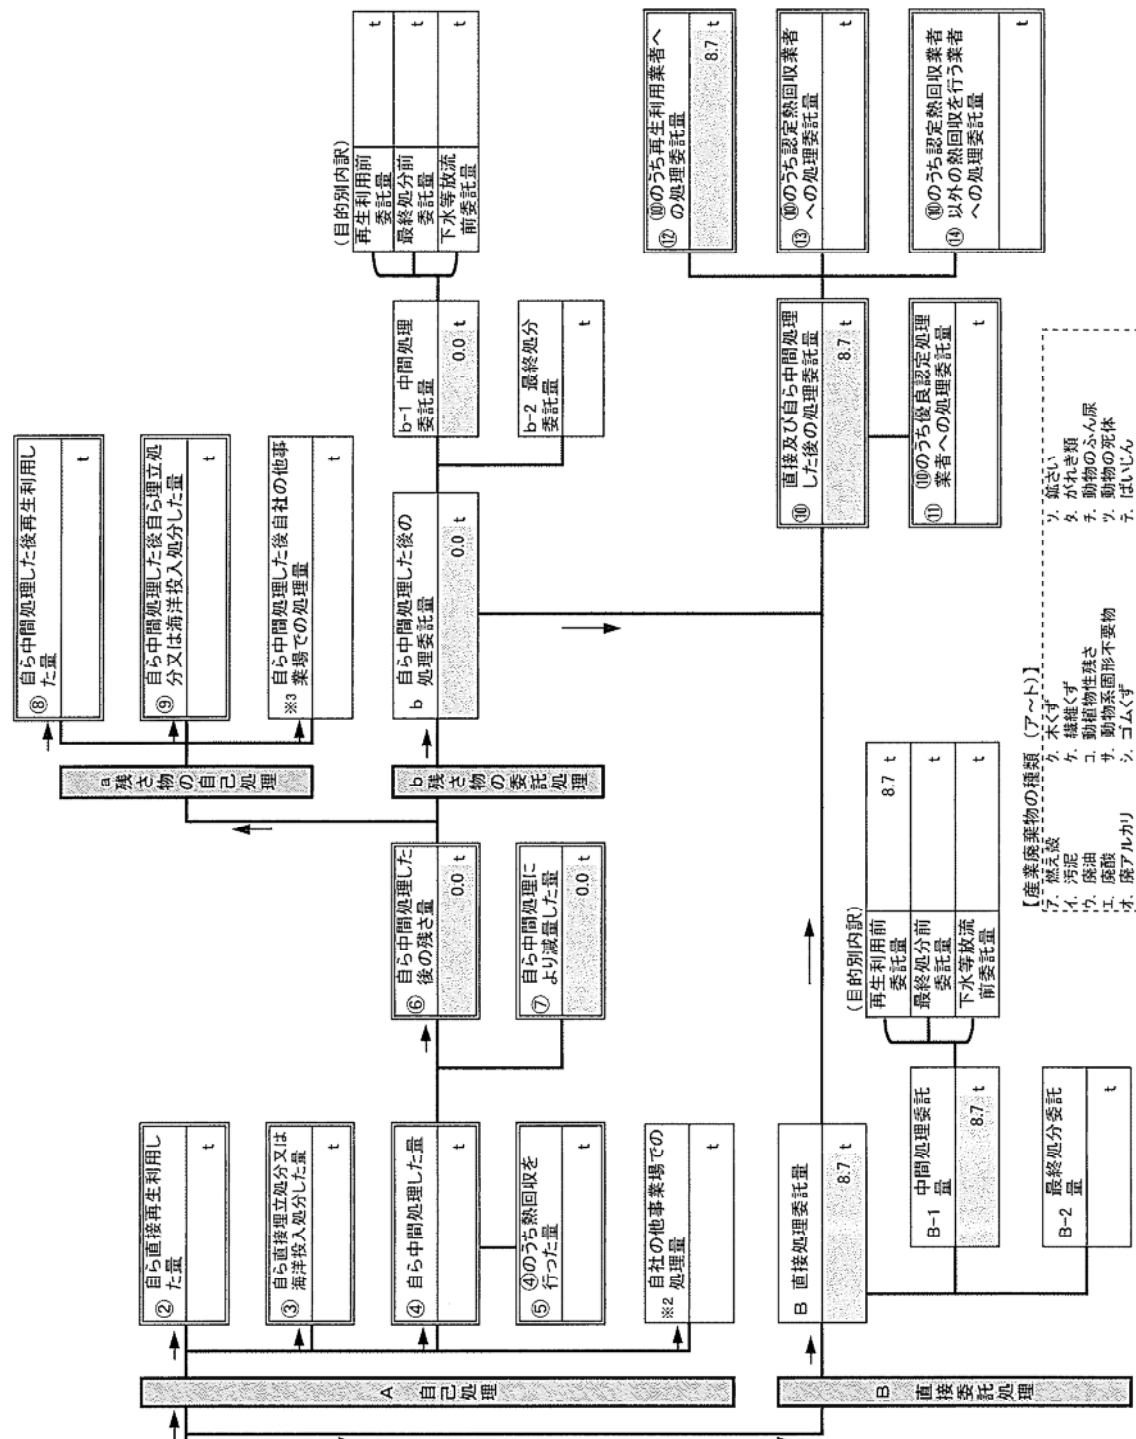 A 自己処理
② 自ら直接再生利用し
た量
t
③ 自ら直接埋立処分又は
海洋投入処分した量
t
④ 自ら中間処理した量
t
⑤ ④のうち熱回収を
行った量
t
※2 自社の他事業場での
処理量
t
⑥ 自ら中間処理した
後の残さ量
0.0 t
⑦ 自ら中間処理に
より減量した量
0.0 t
a 残さ物の自己処理
⑧ 自ら中間処理した後再生利用し
た量
t
⑨ 自ら中間処理した後自ら埋立処
分又は海洋投入処分した量
t
※3 自ら中間処理した後自社の他事
業場での処理量
t
b 残さ物の委託処理
b 自ら中間処理した後の
処理委託量
0.0 t
b-1 中間処理
委託量
0.0 t
b-2 最終処分
委託量
t
(目的別内訳)
再生利用前
委託量
t
最終処分前
委託量
t
下水等放流
前委託量
t
B 直接委託処理
B 直接処理委託量
8.7 t
B-1 中間処理委託
量
8.7 t
B-2 最終処分委託
量
t
(目的別内訳)
再生利用前
委託量
8.7 t
最終処分前
委託量
t
下水等放流
前委託量
t
⑩ 直接及び自ら中間処理
した後の処理委託量
8.7 t
⑪ ⑩のうち優良認定処理
業者への処理委託量
t
⑫ ⑩のうち再生利用業者へ
の処理委託量
8.7 t
⑬ ⑩のうち認定熱回収業者
への処理委託量
t
⑭ ⑩のうち認定熱回収業者
以外の熱回収を行う業者
への処理委託量
t
【産業廃棄物の種類(ア~ト)】
ア. 燃え殻 ク. 木くず ソ. 鉱さい
イ. 汚泥 ケ. 繊維くず タ. がれき類
ウ. 廃油 コ. 動植物性残さ チ. 動物のふん尿
エ. 廃酸 サ. 動物系固形不要物 ツ. 動物の死体
オ. 廃アルカリ シ. ゴムくず テ. ばいじん